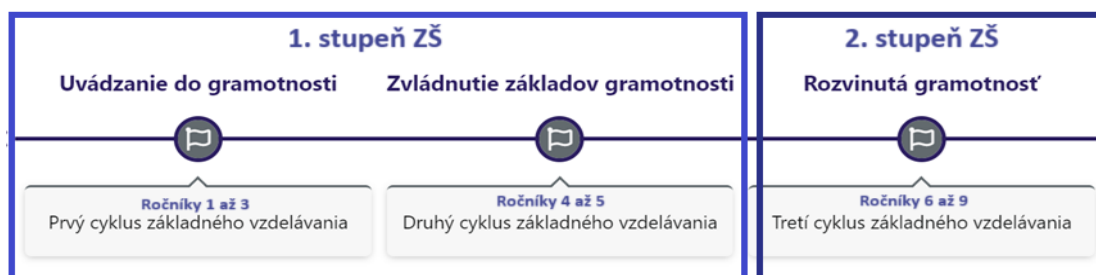 1. stupeň ZŠ
2. stupeň ZŠ
Uvádzanie do gramotnosti
Zvládnutie základov gramotnosti
Rozvinutá gramotnosť
Ročníky 1 až 3
Prvý cyklus základného vzdelávania
Ročníky 4 až 5
Druhý cyklus základného vzdelávania
Ročníky 6 až 9
Tretí cyklus základného vzdelávania